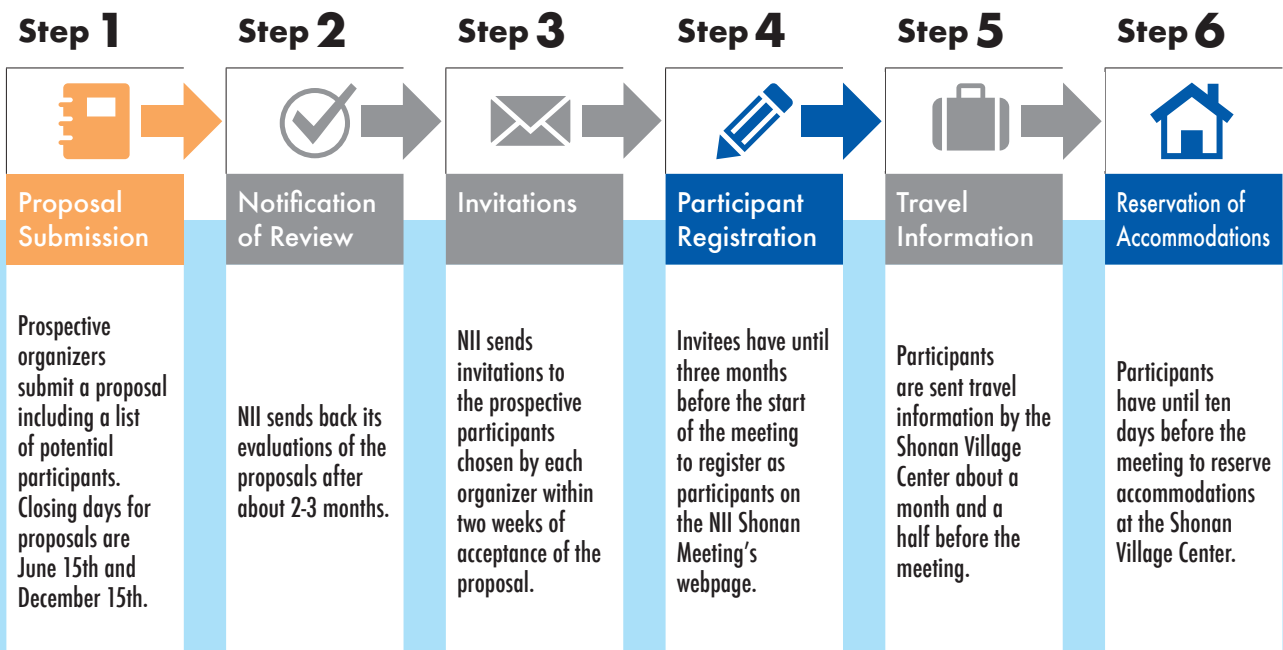 Step 1
Proposal
Submission
Prospective
organizers
submit a proposal
including a list
of potential
participants.
Closing days for
proposals are
June 15th and
December 15th.
Step 2
Notification
of Review
NII sends back its
evaluations of the
proposals after
about 2-3 months.
Step 3
Invitations
NII sends
invitations to
the prospective
participants
chosen by each
organizer within
two weeks of
acceptance of the
proposal.
Step 4
Participant
Registration
Invitees have until
three months
before the start
of the meeting
to register as
participants on
the NII Shonan
Meeting’s
webpage.
Step 5
Travel
Information
Participants
are sent travel
information by the
Shonan Village
Center about a
month and a
half before the
meeting.
Step 6
Reservation of
Accommodations
Participants
have until ten
days before the
meeting to reserve
accommodations
at the Shonan
Village Center.